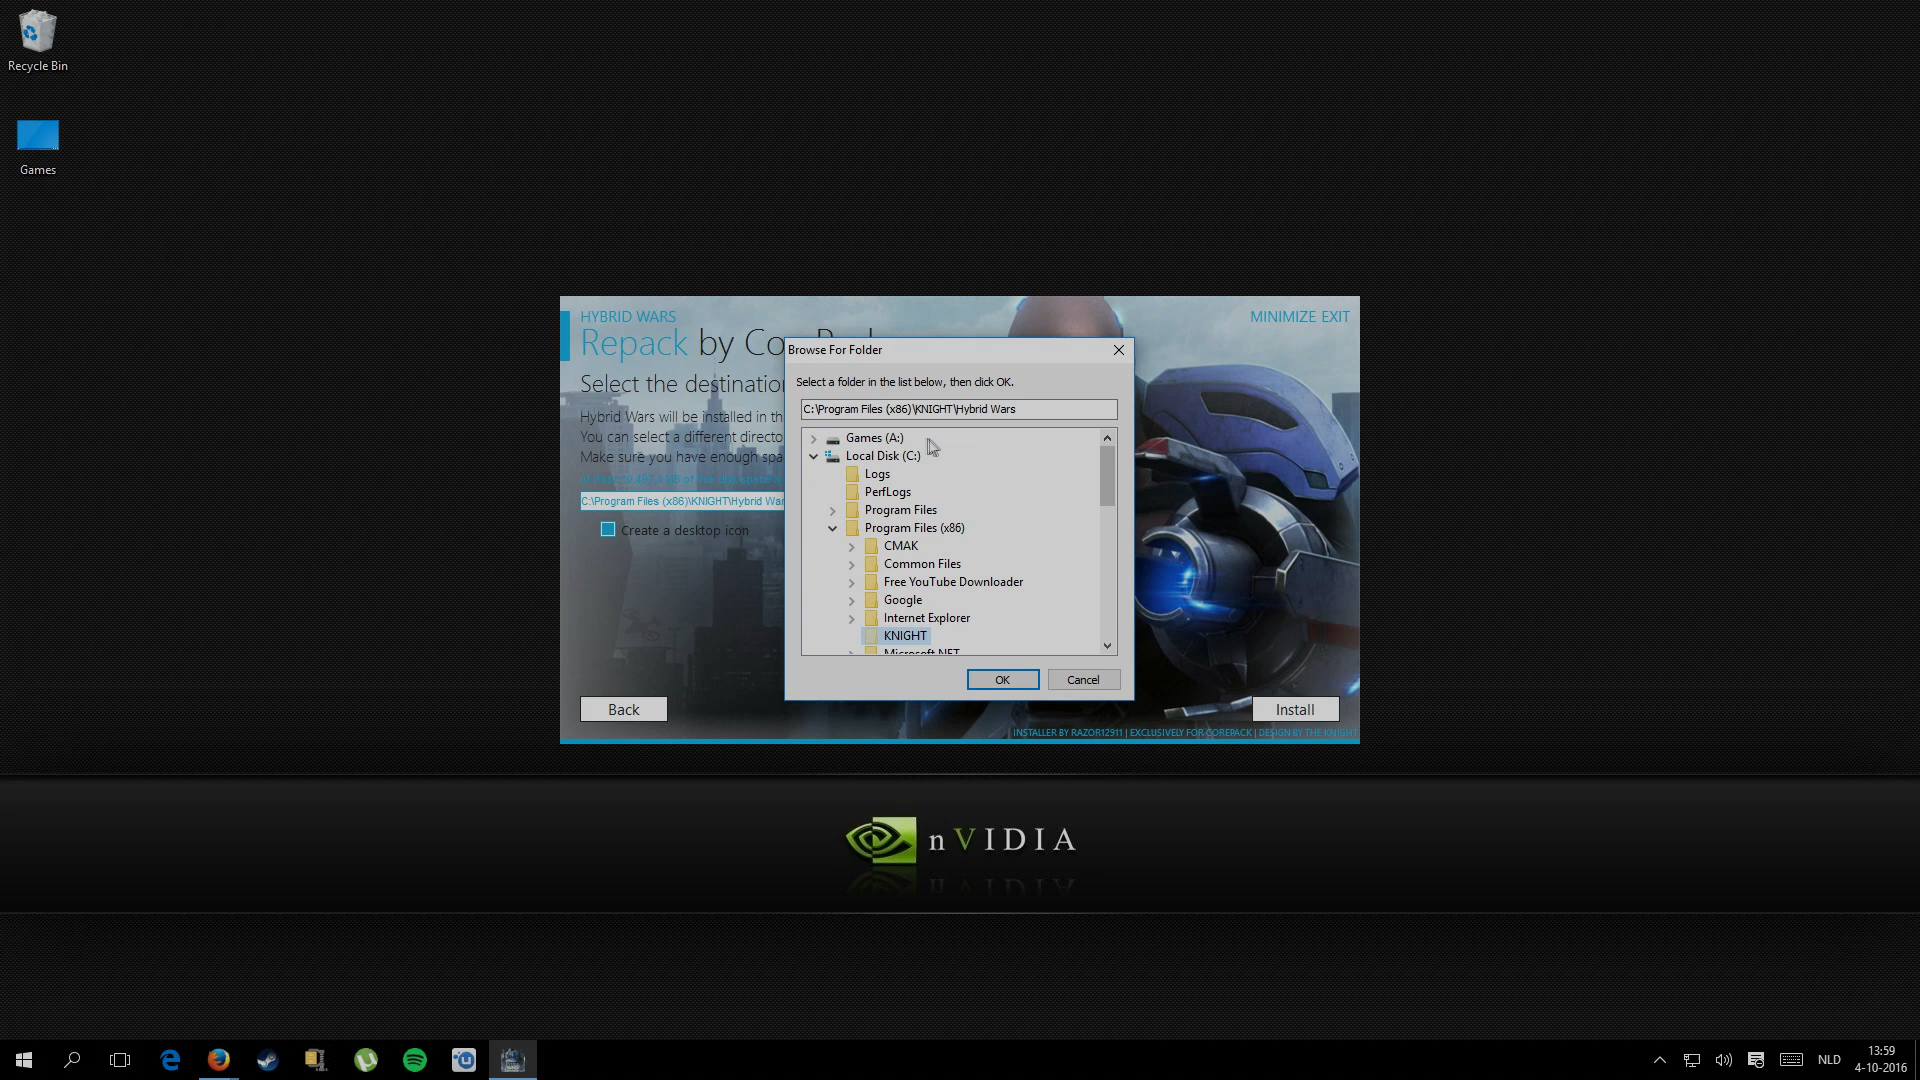 Recycle Bin
Games
HYBRID WARS
MINIMIZE EXIT
Repack by Co
Select the destinatio
Hybrid Wars will be installed in th
You can select a different directo
Make sure you have enough spa
C:\Program Files (x86)\KNIGHT\Hybrid War
Create a desktop icon
Back
Install
INSTALLER BY RAZOR12911 | EXCLUSIVELY FOR COREPACK | DESIGN BY THE KNIGHT
Browse For Folder
Select a folder in the list below, then click OK.
C:\Program Files (x86)\KNIGHT\Hybrid Wars
Games (A:)
Local Disk (C:)
Logs
PerfLogs
Program Files
Program Files (x86)
CMAK
Common Files
Free YouTube Downloader
Google
Internet Explorer
KNIGHT
Microsoft.NET
OK
Cancel
nVIDIA
NLD
13:59
4-10-2016